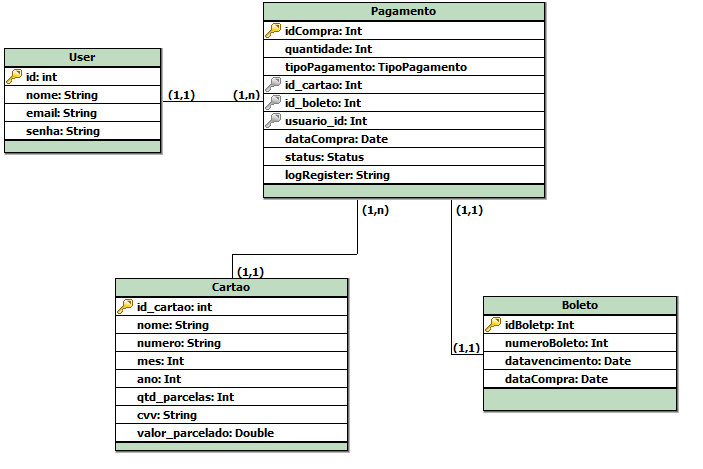 Pagamento
idCompra: Int
quantidade: Int
tipoPagamento: TipoPagamento
id_cartao: Int
id_boleto: Int
usuario_id: Int
dataCompra: Date
status: Status
logRegister: String
User
id: int
nome: String
email: String
senha: String
(1,1)
(1,n)
(1,n)
(1,1)
(1,1)
(1,1)
Cartao
id_cartao: int
nome: String
numero: String
mes: Int
ano: Int
qtd_parcelas: Int
cvv: String
valor_parcelado: Double
Boleto
idBoletp: Int
numeroBoleto: Int
datavencimento: Date
dataCompra: Date